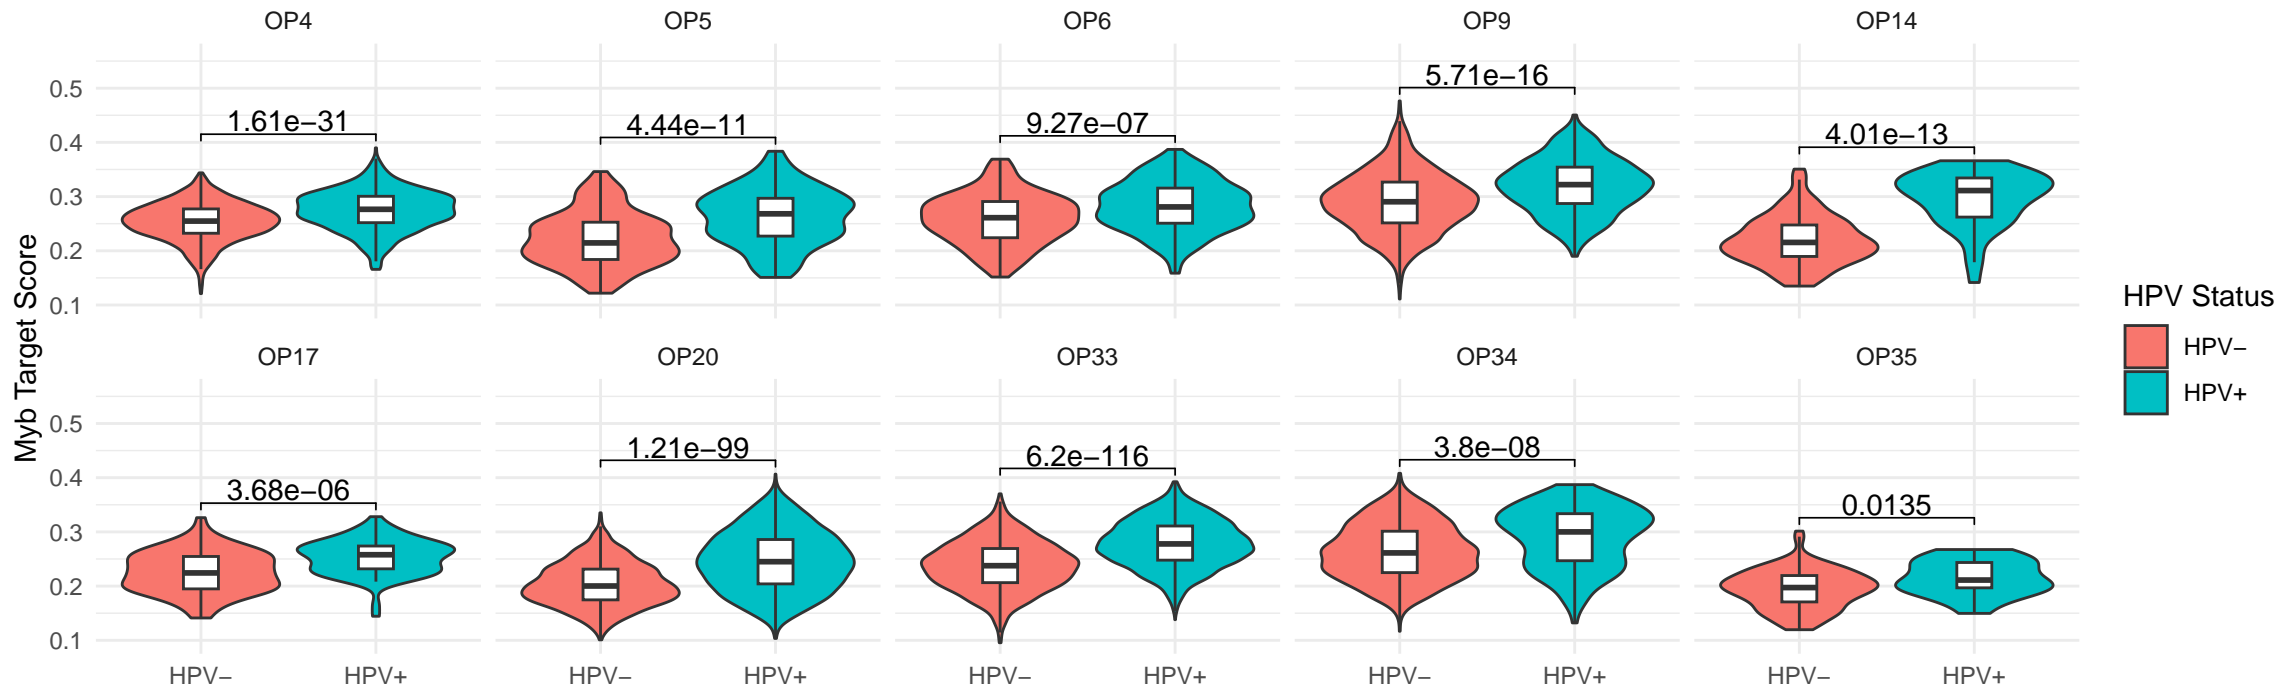 OP4 OP5 OP6 OP9 OP14
0.5 5.71e−16
0.4 1.61e−31 4.44e−11 9.27e−07 4.01e−13
0.3
0.2
0.1
Myb Target Score
OP17 OP20 OP33 OP34 OP35
0.5
0.4 1.21e−99 6.2e−116 3.8e−08
0.3 3.68e−06 0.0135
0.2
0.1
HPV− HPV+ HPV− HPV+ HPV− HPV+ HPV− HPV+ HPV− HPV+
HPV Status
HPV−
HPV+